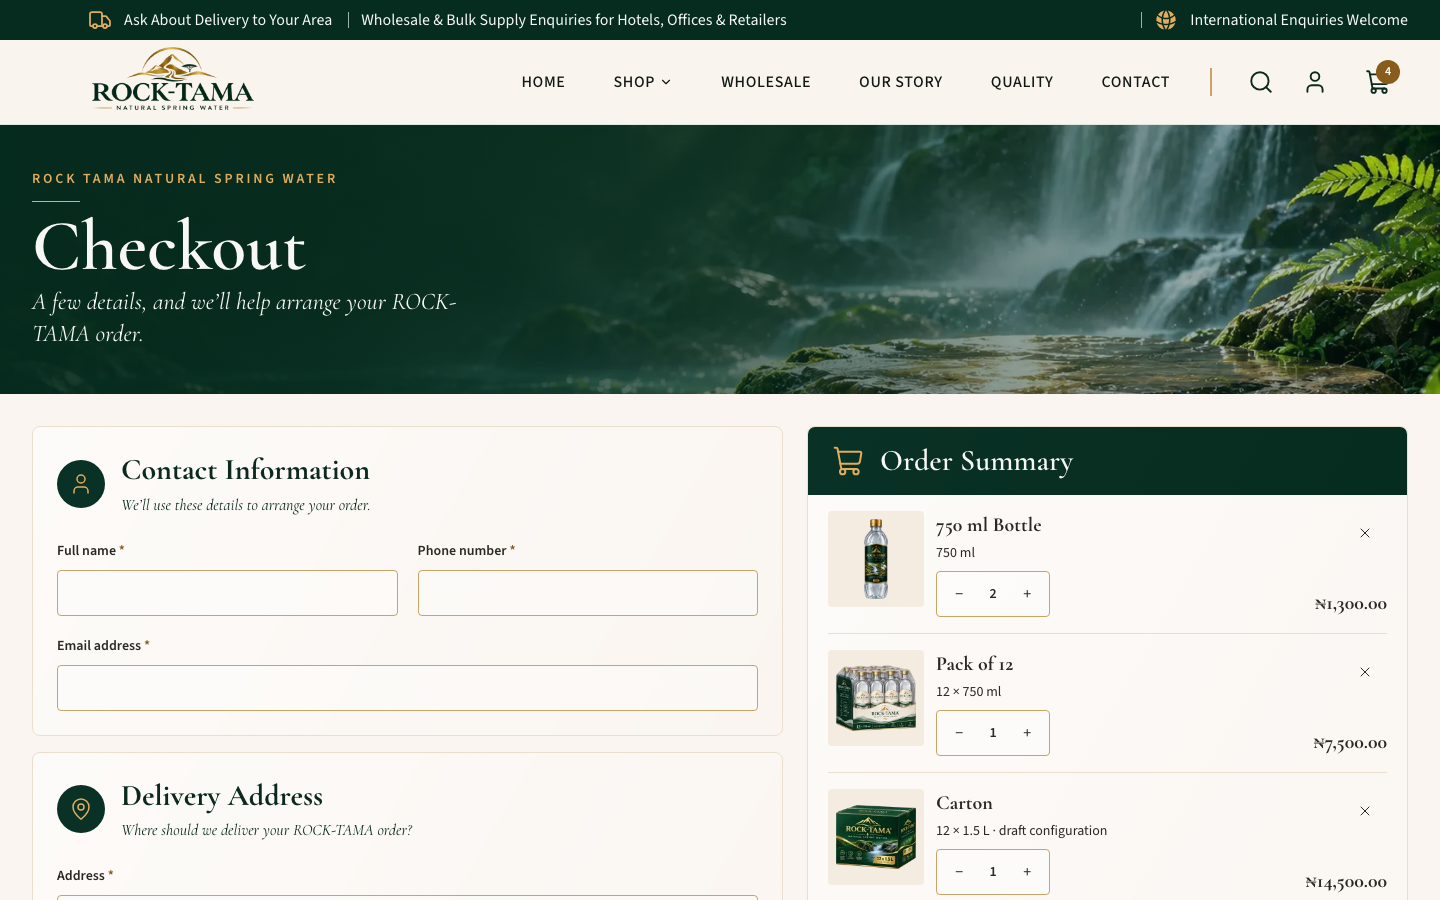 Ask About Delivery to Your Area
Wholesale & Bulk Supply Enquiries for Hotels, Offices & Retailers
International Enquiries Welcome
ROCK-TAMA
NATURAL SPRING WATER
HOME
SHOP
WHOLESALE
OUR STORY
QUALITY
CONTACT
4
ROCK TAMA NATURAL SPRING WATER
Checkout
A few details, and we’ll help arrange your ROCK-
TAMA order.
Contact Information
We’ll use these details to arrange your order.
Full name *
Phone number *
Email address *
Delivery Address
Where should we deliver your ROCK-TAMA order?
Address *
Order Summary
750 ml Bottle
750 ml
− 2 +
₦1,300.00
Pack of 12
12 × 750 ml
− 1 +
₦7,500.00
ROCK-TAMA
Carton
12 × 1.5 L · draft configuration
− 1 +
₦14,500.00
ROCK-TAMA